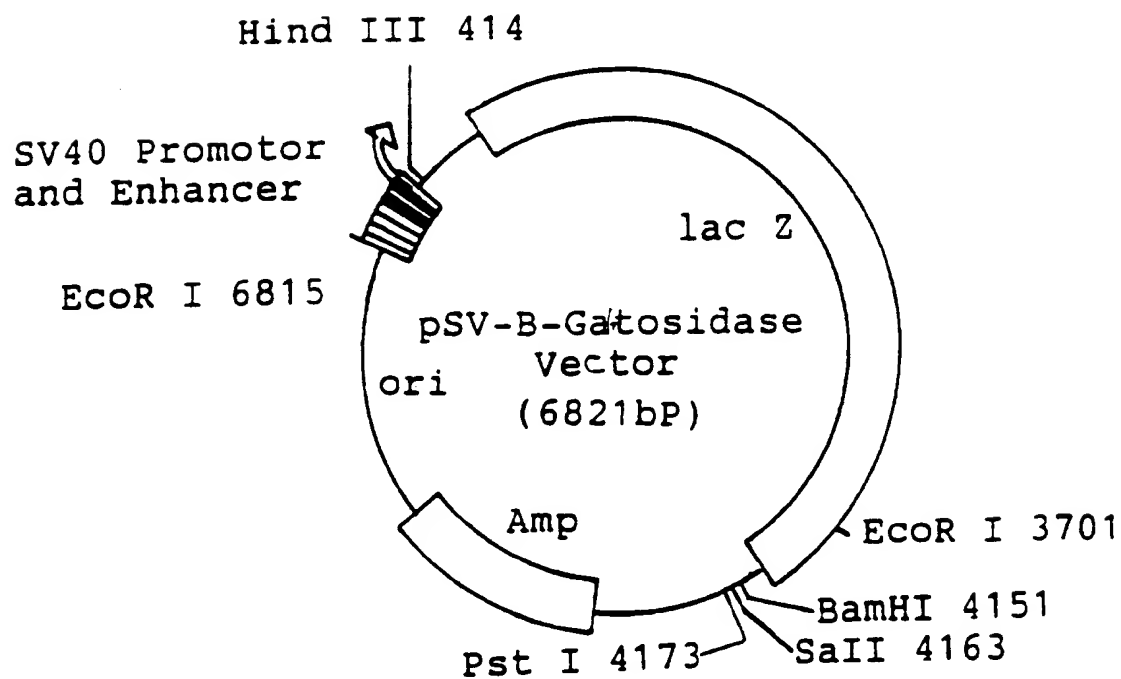 Hind III 414
SV40 Promotor
and Enhancer
lac Z
EcoR I 6815
pSV-B-Gatosidase
Vector
(6821bP)
ori
Amp
EcoR I 3701
BamHI 4151
SaII 4163
Pst I 4173